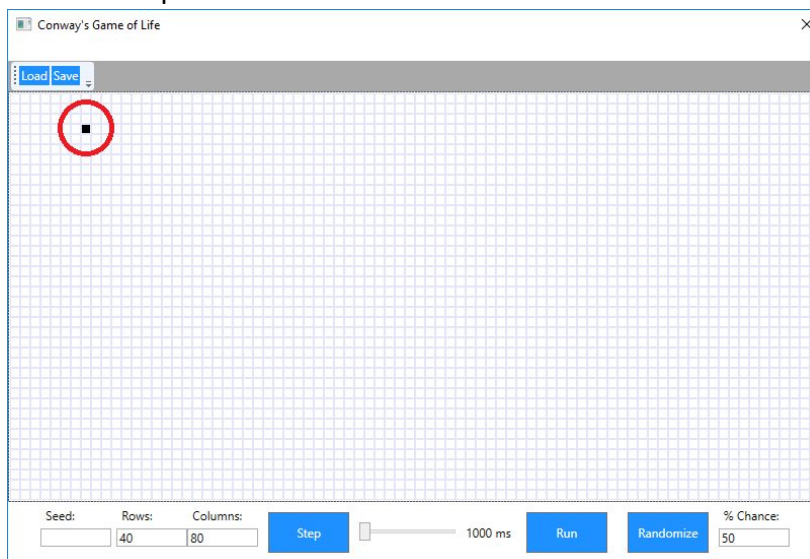 Conway's Game of Life
Load Save
Seed: Rows: Columns: % Chance:
40 80 Step 1000 ms Run Randomize 50